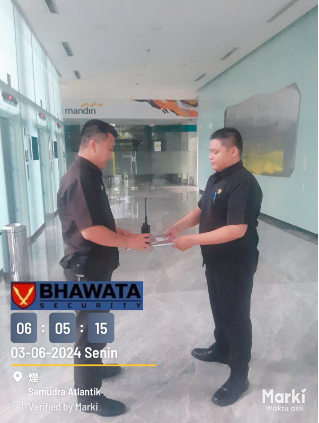 mandiri
BHAWATA
SECURITY
06 : 05 : 15
03-06-2024 Senin
Samudra Atlantik
Verified by Marki
Marki
Waktu asli